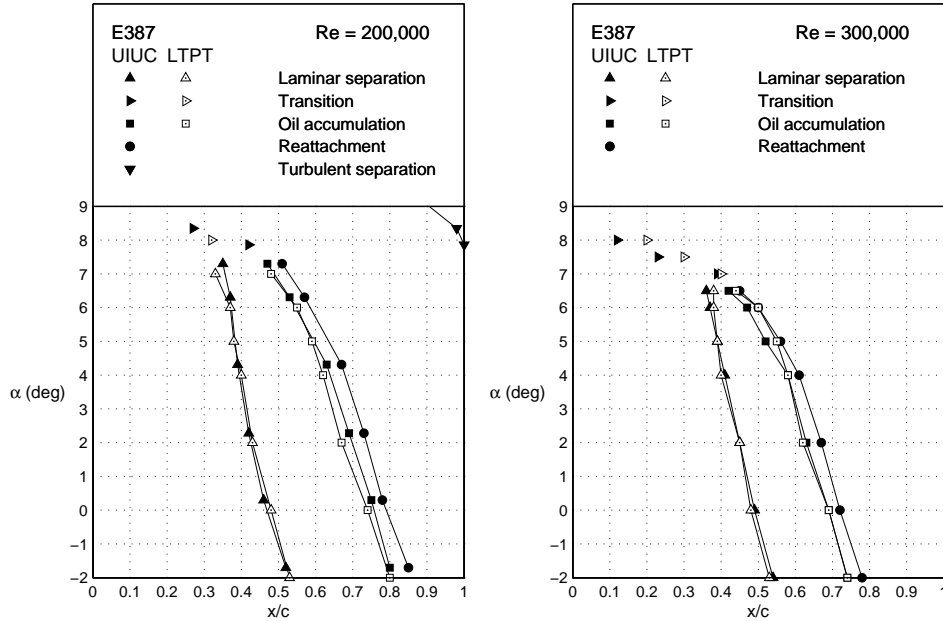 E387 Re = 200,000
UIUC LTPT
Laminar separation
Transition
Oil accumulation
Reattachment
Turbulent separation
9
8
7
6
5
4
3
2
1
0
−1
−2
α (deg)
0 0.1 0.2 0.3 0.4 0.5 0.6 0.7 0.8 0.9 1
x/c
E387 Re = 300,000
UIUC LTPT
Laminar separation
Transition
Oil accumulation
Reattachment
9
8
7
6
5
4
3
2
1
0
−1
−2
α (deg)
0 0.1 0.2 0.3 0.4 0.5 0.6 0.7 0.8 0.9 1
x/c